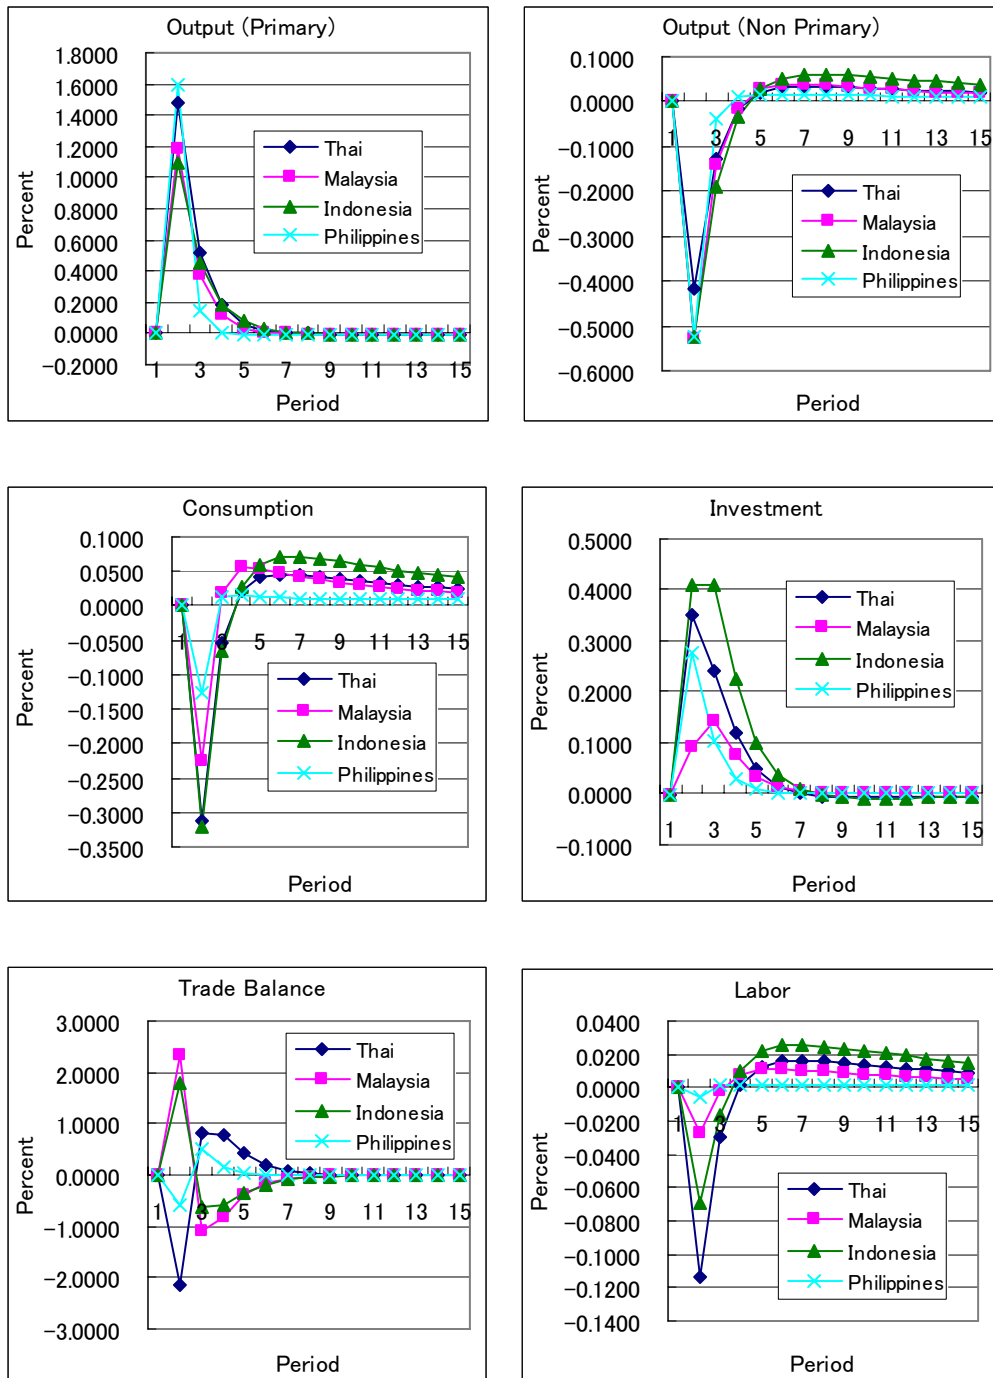 Output (Primary)
1.8000
1.6000
1.4000
1.2000
1.0000
0.8000
0.6000
0.4000
0.2000
0.0000
-0.2000
Percent
Thai
Malaysia
Indonesia
Philippines
1 3 5 7 9 11 13 15
Period
Output (Non Primary)
0.1000
0.0000
-0.1000
-0.2000
-0.3000
-0.4000
-0.5000
-0.6000
Percent
1 3 5 7 9 11 13 15
Thai
Malaysia
Indonesia
Philippines
Period
Consumption
0.1000
0.0500
0.0000
-0.0500
-0.1000
-0.1500
-0.2000
-0.2500
-0.3000
-0.3500
Percent
1 3 5 7 9 11 13 15
Thai
Malaysia
Indonesia
Philippines
Period
Investment
0.5000
0.4000
0.3000
0.2000
0.1000
0.0000
-0.1000
Percent
Thai
Malaysia
Indonesia
Philippines
1 3 5 7 9 11 13 15
Period
Trade Balance
3.0000
2.0000
1.0000
0.0000
-1.0000
-2.0000
-3.0000
Percent
Thai
Malaysia
Indonesia
Philippines
1 3 5 7 9 11 13 15
Period
Labor
0.0400
0.0200
0.0000
-0.0200
-0.0400
-0.0600
-0.0800
-0.1000
-0.1200
-0.1400
Percent
1 3 5 7 9 11 13 15
Thai
Malaysia
Indonesia
Philippines
Period